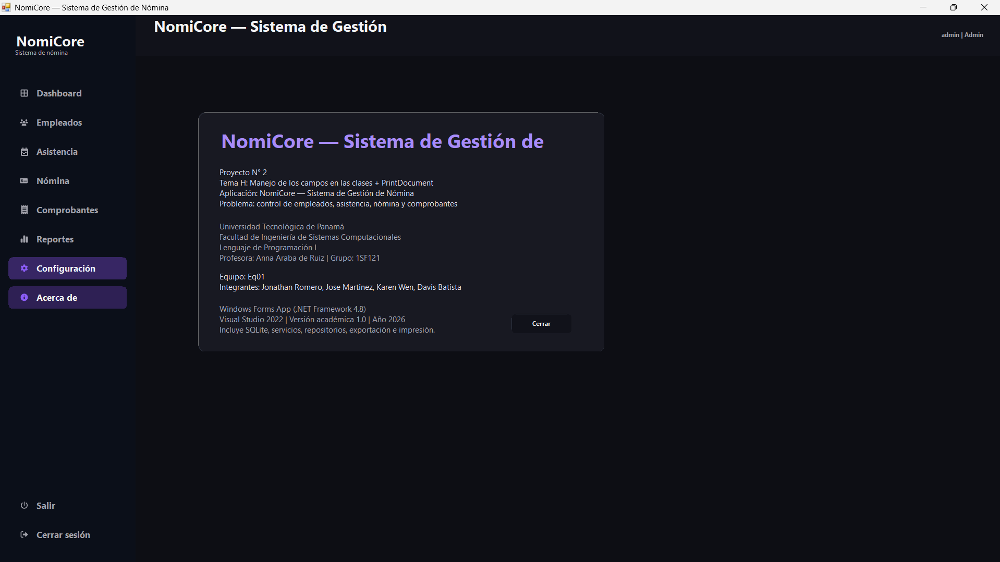 NomiCore — Sistema de Gestión de Nómina
NomiCore
Sistema de nómina
Dashboard
Empleados
Asistencia
Nómina
Comprobantes
Reportes
Configuración
Acerca de
Salir
Cerrar sesión
NomiCore — Sistema de Gestión
admin | Admin
NomiCore — Sistema de Gestión de
Proyecto N° 2
Tema H: Manejo de los campos en las clases + PrintDocument
Aplicación: NomiCore — Sistema de Gestión de Nómina
Problema: control de empleados, asistencia, nómina y comprobantes
Universidad Tecnológica de Panamá
Facultad de Ingeniería de Sistemas Computacionales
Lenguaje de Programación I
Profesora: Anna Araba de Ruiz | Grupo: 1SF121
Equipo: Eq01
Integrantes: Jonathan Romero, Jose Martinez, Karen Wen, Davis Batista
Windows Forms App (.NET Framework 4.8)
Visual Studio 2022 | Versión académica 1.0 | Año 2026
Incluye SQLite, servicios, repositorios, exportación e impresión.
Cerrar